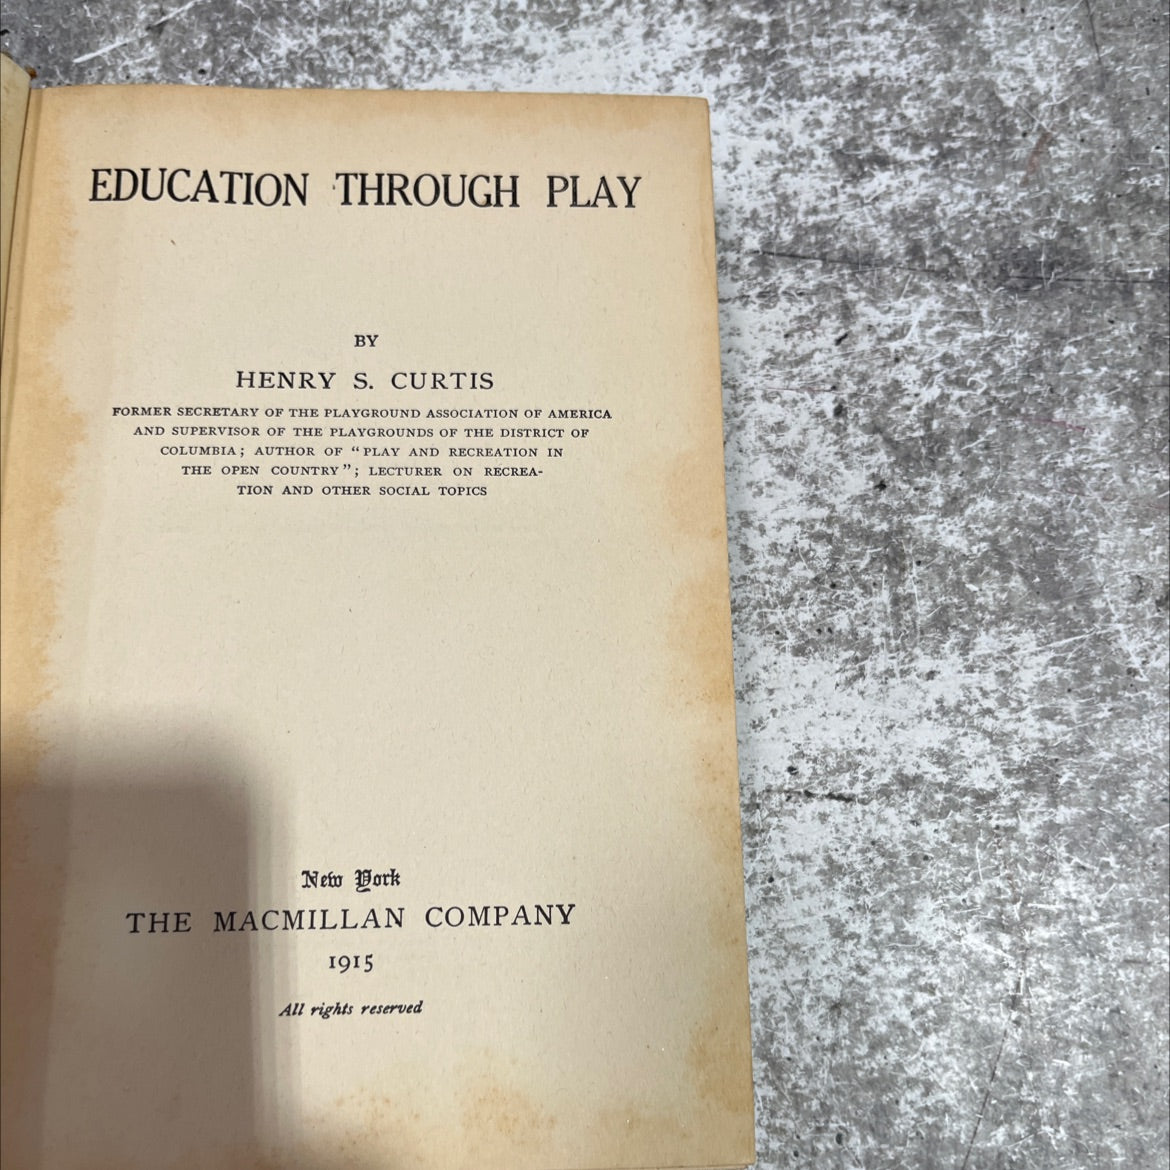 EDUCATION THROUGH PLAY
BY
HENRY S. CURTIS
FORMER SECRETARY OF THE PLAYGROUND ASSOCIATION OF AMERICA
AND SUPERVISOR OF THE PLAYGROUNDS OF THE DISTRICT OF
COLUMBIA; AUTHOR OF "PLAY AND RECREATION IN
THE OPEN COUNTRY"; LECTURER ON RECREA-
TION AND OTHER SOCIAL TOPICS
New York
THE MACMILLAN COMPANY
1915
All rights reserved